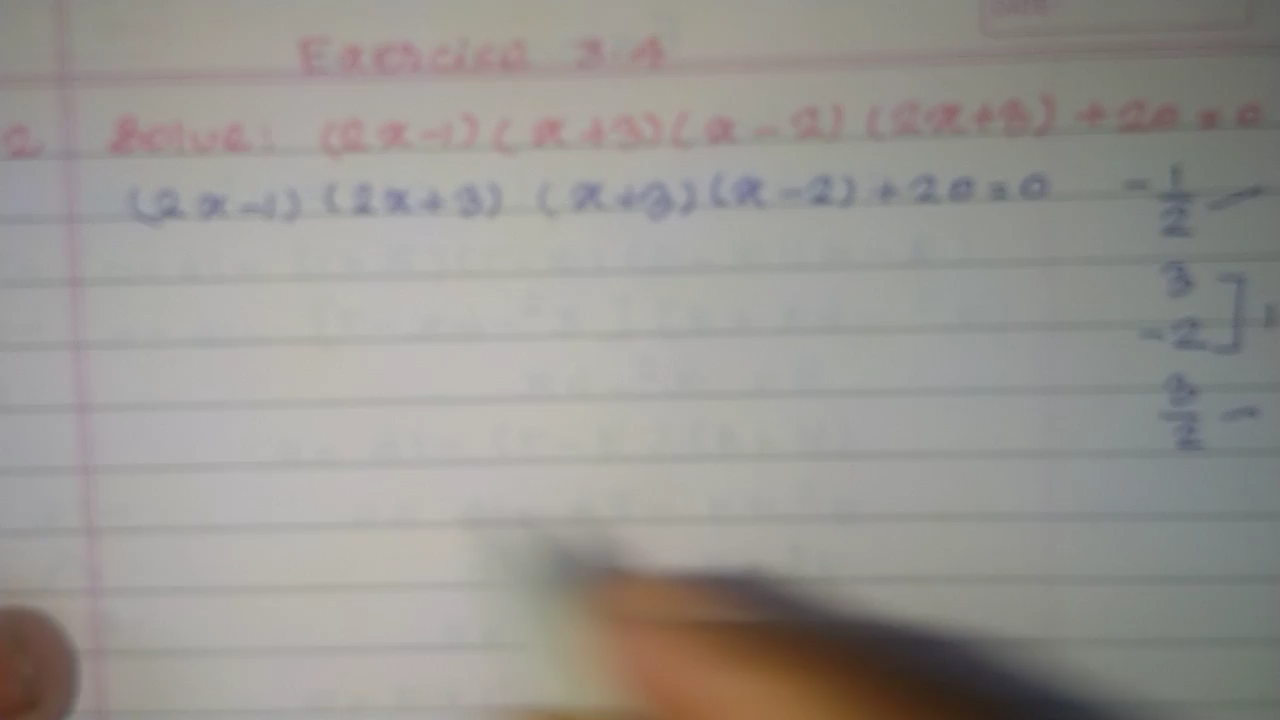 Exercise 3.4
2 Solve: (2x-1)(x+3)(x-2)(2x+3)+20=0
(2x-1)(2x+3)(x+3)(x-2)+20=0
-1/2
3
-2
3/2